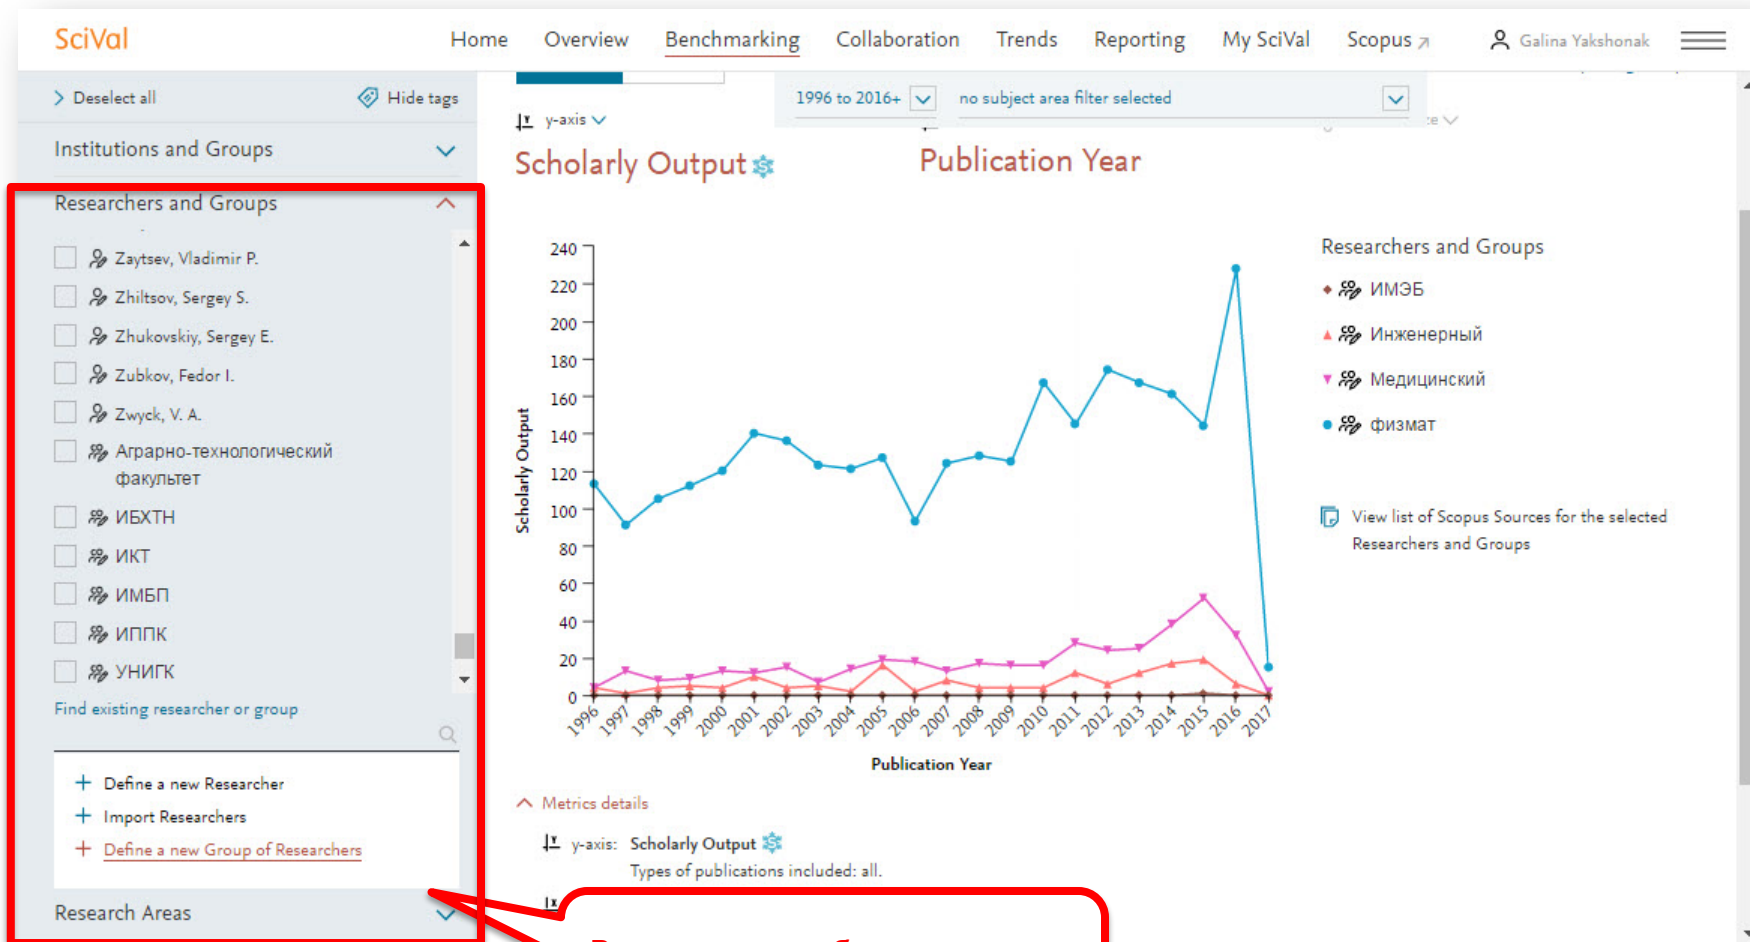 SciVal
Home Overview Benchmarking Collaboration Trends Reporting My SciVal Scopus Galina Yakshonak
Deselect all Hide tags
Institutions and Groups
Researchers and Groups
Zaytsev, Vladimir P.
Zhiltsov, Sergey S.
Zhukovskiy, Sergey E.
Zubkov, Fedor I.
Zwyck, V. A.
Аграрно-технологический
факультет
ИБХТН
ИКТ
ИМБП
ИППК
УНИГК
Find existing researcher or group
+ Define a new Researcher
+ Import Researchers
+ Define a new Group of Researchers
Research Areas
1996 to 2016+ no subject area filter selected
y-axis
Scholarly Output Publication Year
240
220
200
180
160
140
120
100
80
60
40
20
0
Scholarly Output
1996 1997 1998 1999 2000 2001 2002 2003 2004 2005 2006 2007 2008 2009 2010 2011 2012 2013 2014 2015 2016 2017
Publication Year
Researchers and Groups
ИМЭБ
Инженерный
Медицинский
физмат
View list of Scopus Sources for the selected
Researchers and Groups
Metrics details
y-axis: Scholarly Output
Types of publications included: all.